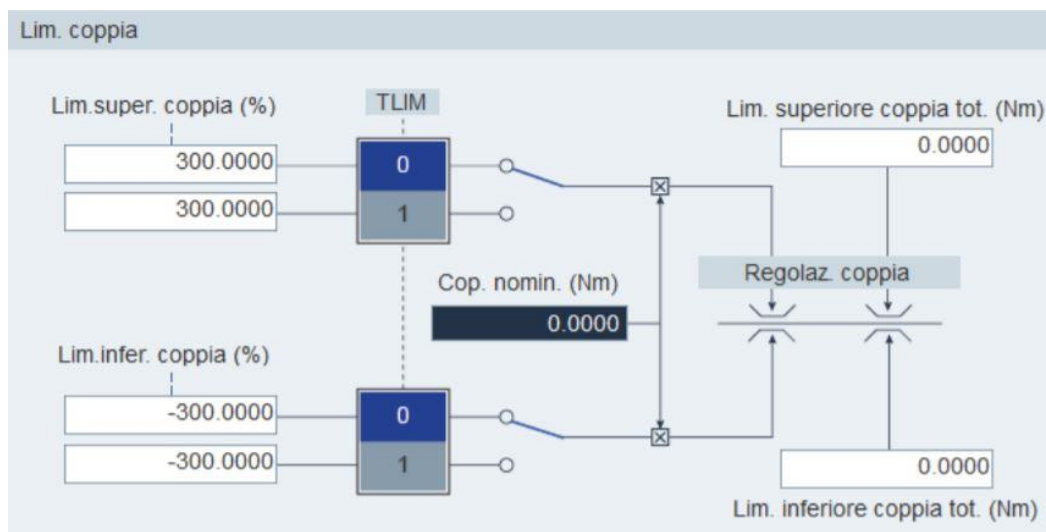 Lim. coppia
Lim.super. coppia (%)
TLIM
Lim. superiore coppia tot. (Nm)
300.0000
0
0.0000
300.0000
1
Cop. nomin. (Nm)
Regolaz. coppia
0.0000
Lim.infer. coppia (%)
-300.0000
0
-300.0000
1
0.0000
Lim. inferiore coppia tot. (Nm)